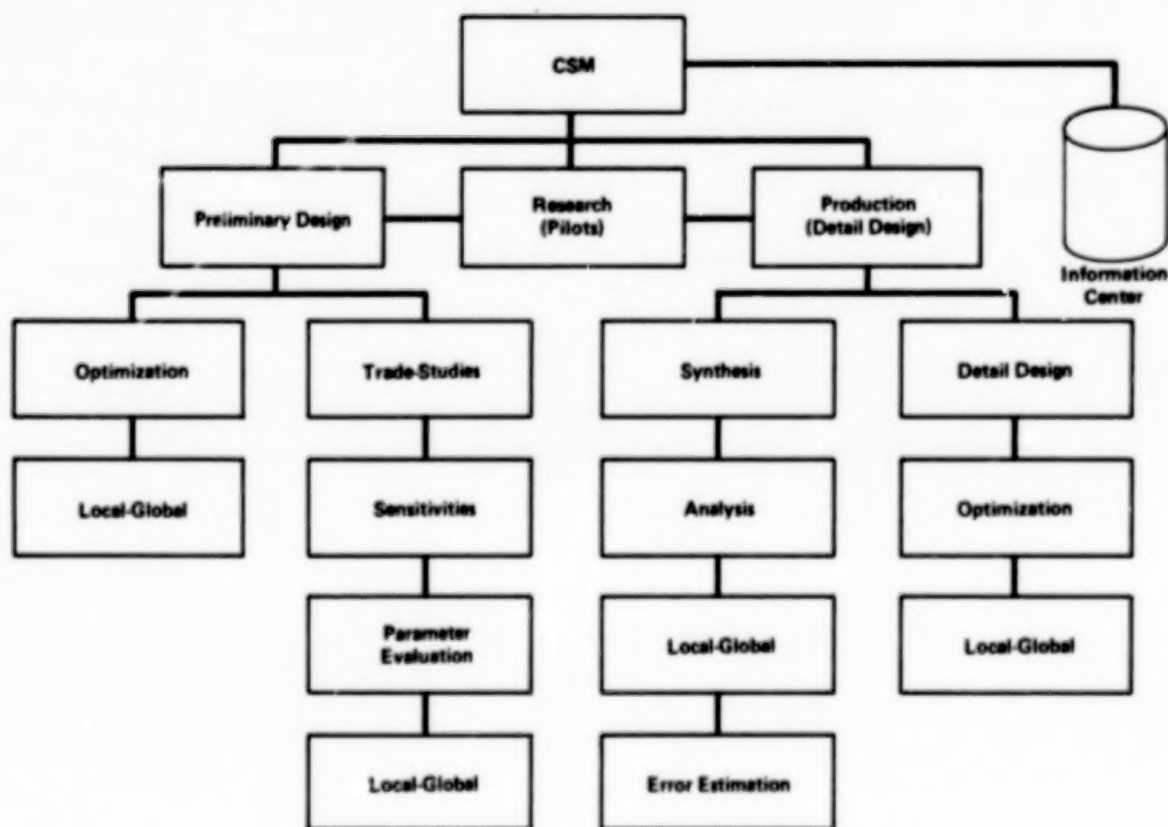 CSM
Preliminary Design
Research
(Pilots)
Production
(Detail Design)
Information
Center
Optimization
Trade-Studies
Synthesis
Detail Design
Local-Global
Sensitivities
Analysis
Optimization
Parameter
Evaluation
Local-Global
Local-Global
Local-Global
Error Estimation